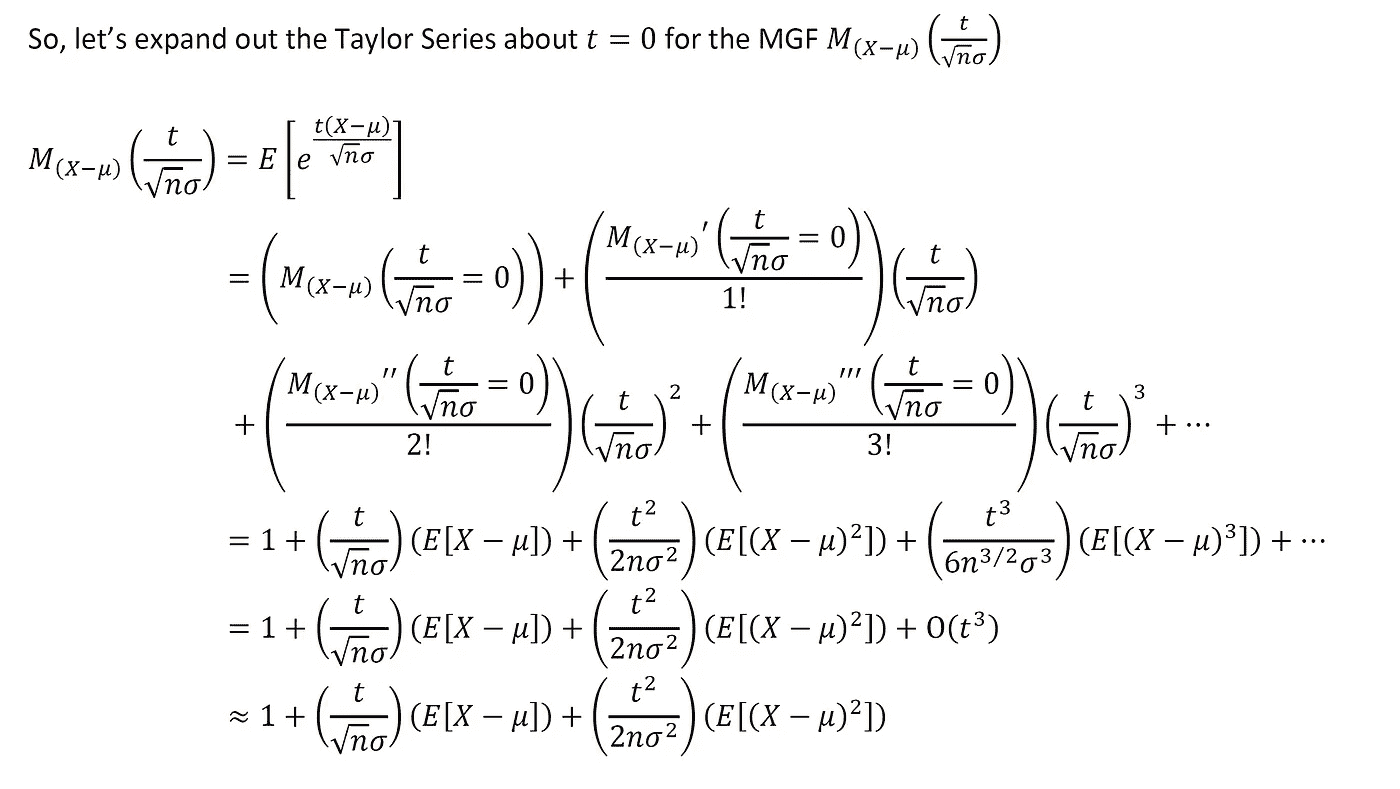 So, let's expand out the Taylor Series about $t = 0$ for the MGF $M_{(X-\mu)}\left(\frac{t}{\sqrt{n}\sigma}\right)$
$M_{(X-\mu)}\left(\frac{t}{\sqrt{n}\sigma}\right) = E\left[e^{\frac{t(X-\mu)}{\sqrt{n}\sigma}}\right]$
$= \left(M_{(X-\mu)}\left(\frac{t}{\sqrt{n}\sigma} = 0\right)\right) + \left(\frac{M_{(X-\mu)}{'}\left(\frac{t}{\sqrt{n}\sigma} = 0\right)}{1!}\right)\left(\frac{t}{\sqrt{n}\sigma}\right)$
$+ \left(\frac{M_{(X-\mu)}{''}\left(\frac{t}{\sqrt{n}\sigma} = 0\right)}{2!}\right)\left(\frac{t}{\sqrt{n}\sigma}\right)^2 + \left(\frac{M_{(X-\mu)}{'''}\left(\frac{t}{\sqrt{n}\sigma} = 0\right)}{3!}\right)\left(\frac{t}{\sqrt{n}\sigma}\right)^3 + \cdots$
$= 1 + \left(\frac{t}{\sqrt{n}\sigma}\right)(E[X-\mu]) + \left(\frac{t^2}{2n\sigma^2}\right)(E[(X-\mu)^2]) + \left(\frac{t^3}{6n^{3/2}\sigma^3}\right)(E[(X-\mu)^3]) + \cdots$
$= 1 + \left(\frac{t}{\sqrt{n}\sigma}\right)(E[X-\mu]) + \left(\frac{t^2}{2n\sigma^2}\right)(E[(X-\mu)^2]) + \mathrm{O}(t^3)$
$\approx 1 + \left(\frac{t}{\sqrt{n}\sigma}\right)(E[X-\mu]) + \left(\frac{t^2}{2n\sigma^2}\right)(E[(X-\mu)^2])$